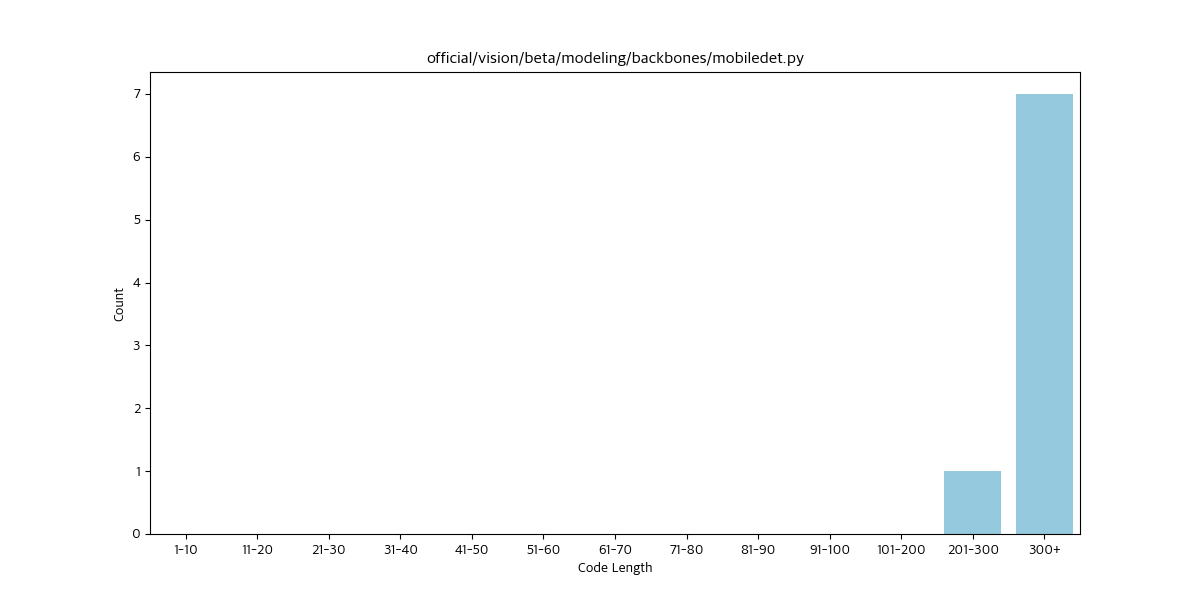 official/vision/beta/modeling/backbones/mobiledet.py
7
6
5
4
3
2
1
0
Count
1-10 11-20 21-30 31-40 41-50 51-60 61-70 71-80 81-90 91-100 101-200 201-300 300+
Code Length